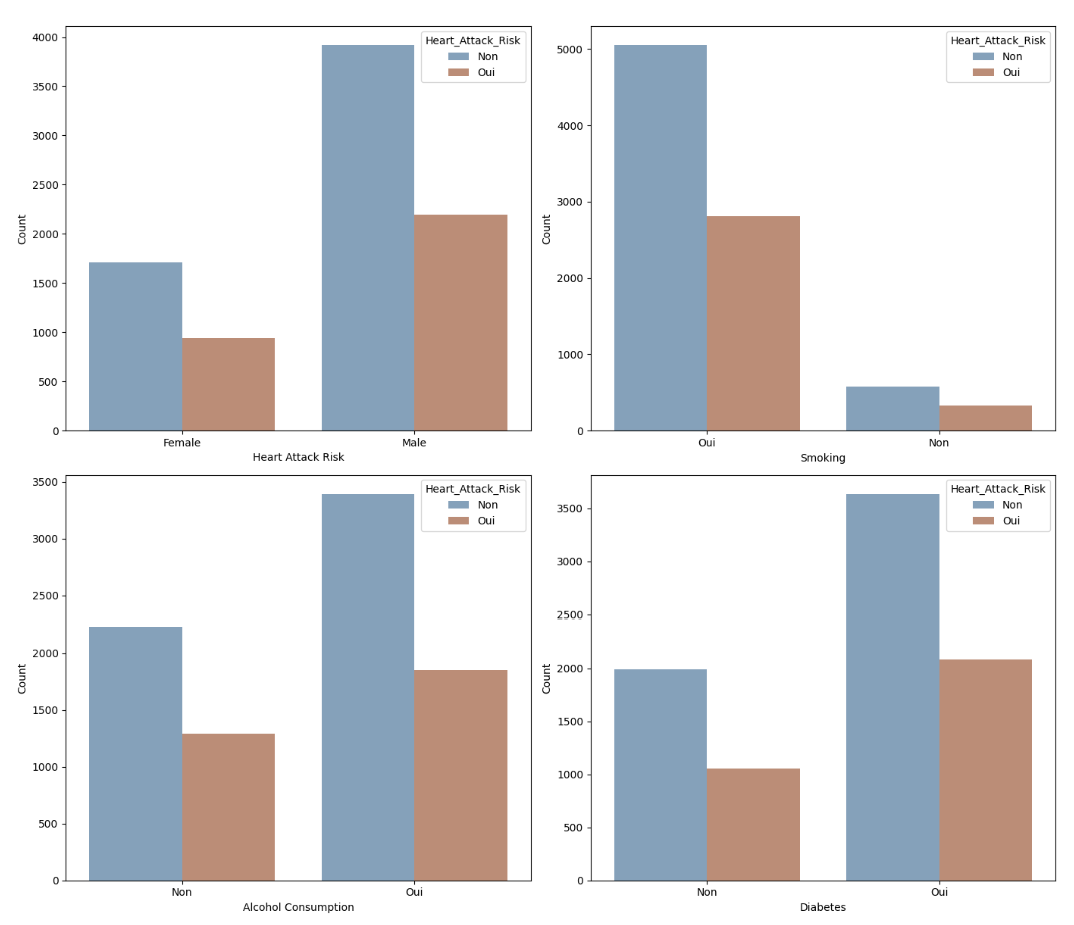 Heart_Attack_Risk
Non
Oui
4000
3500
3000
2500
2000
1500
1000
500
0
Count
Female Male
Heart Attack Risk
Heart_Attack_Risk
Non
Oui
5000
4000
3000
2000
1000
0
Count
Oui Non
Smoking
Heart_Attack_Risk
Non
Oui
3500
3000
2500
2000
1500
1000
500
0
Count
Non Oui
Alcohol Consumption
Heart_Attack_Risk
Non
Oui
3500
3000
2500
2000
1500
1000
500
0
Count
Non Oui
Diabetes